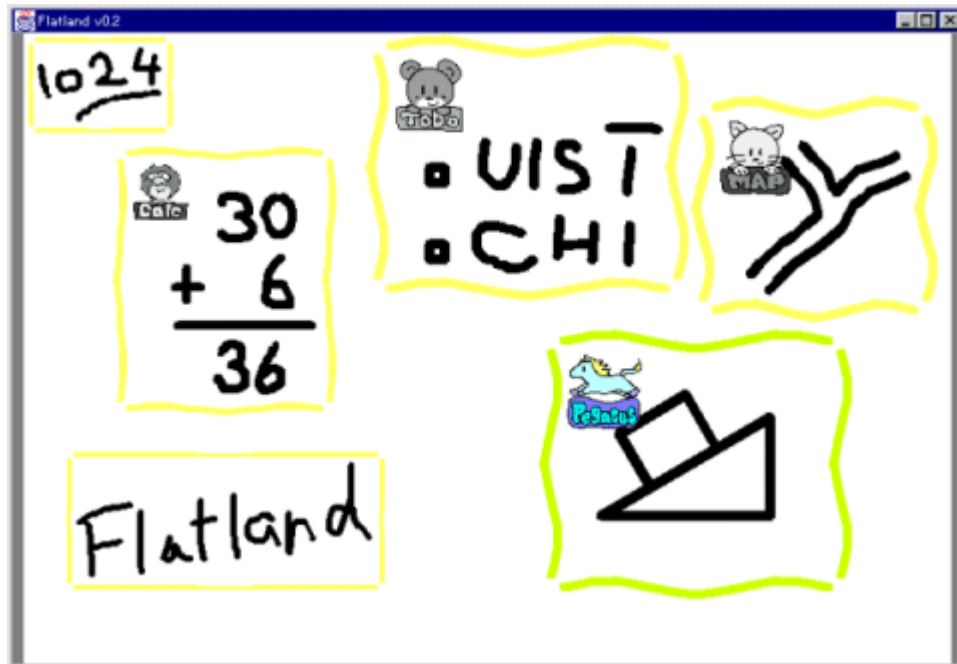 Flatland v0.2
1024
ToDo
UIST
CHI
MAP
Calc
30
+ 6
36
Pegasus
Flatland